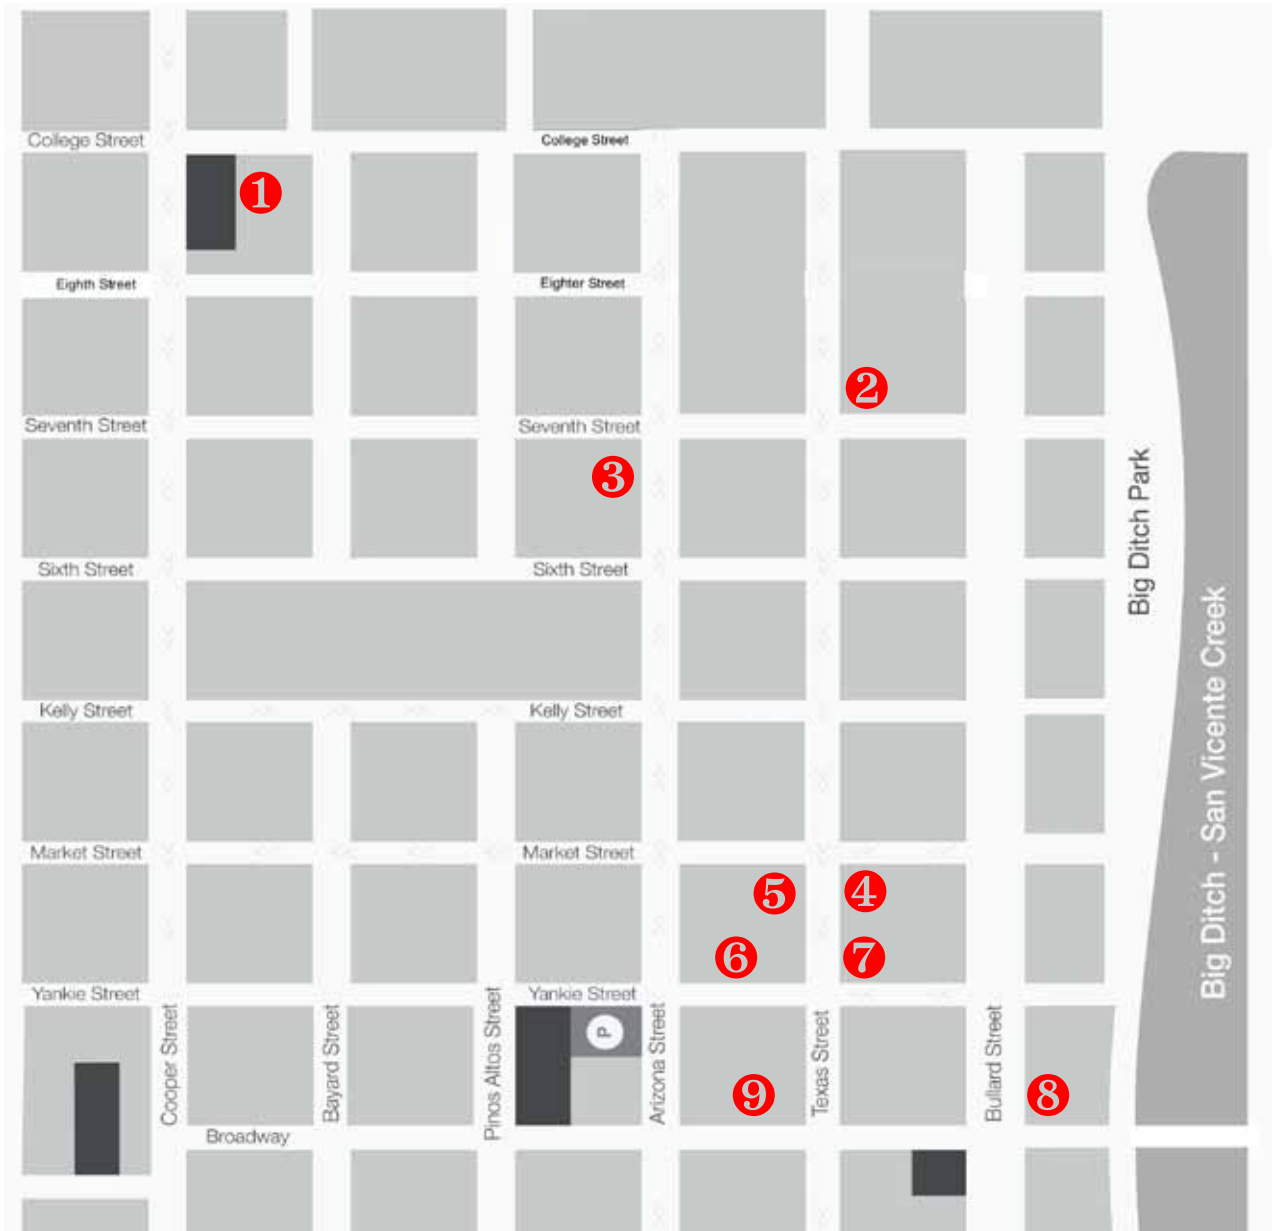 College Street
College Street
1
Eighth Street
Eighter Street
2
Seventh Street
Seventh Street
3
Big Ditch Park
Sixth Street
Sixth Street
Big Ditch - San Vicente Creek
Kelly Street
Kelly Street
Market Street
Market Street
5
4
6
7
Yankie Street
Yankie Street
Cooper Street
Bayard Street
Pinos Altos Street
P
Arizona Street
Texas Street
Bullard Street
9
8
Broadway